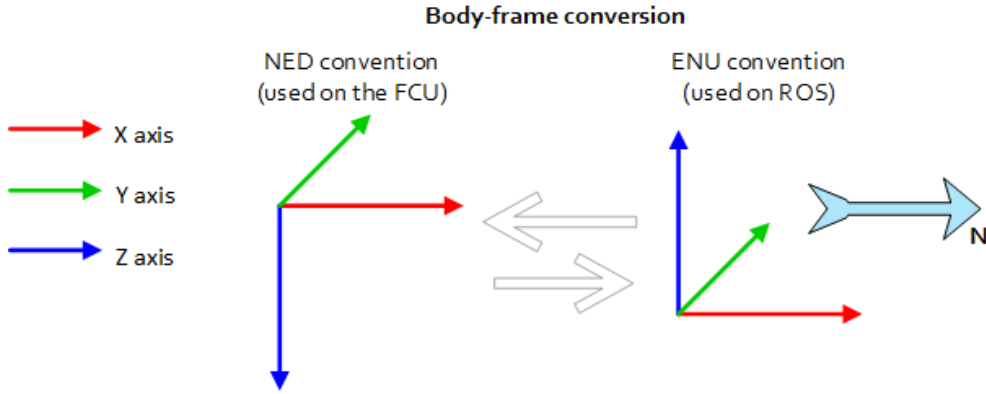 Body-frame conversion
NED convention
(used on the FCU)
ENU convention
(used on ROS)
X axis
Y axis
Z axis
N